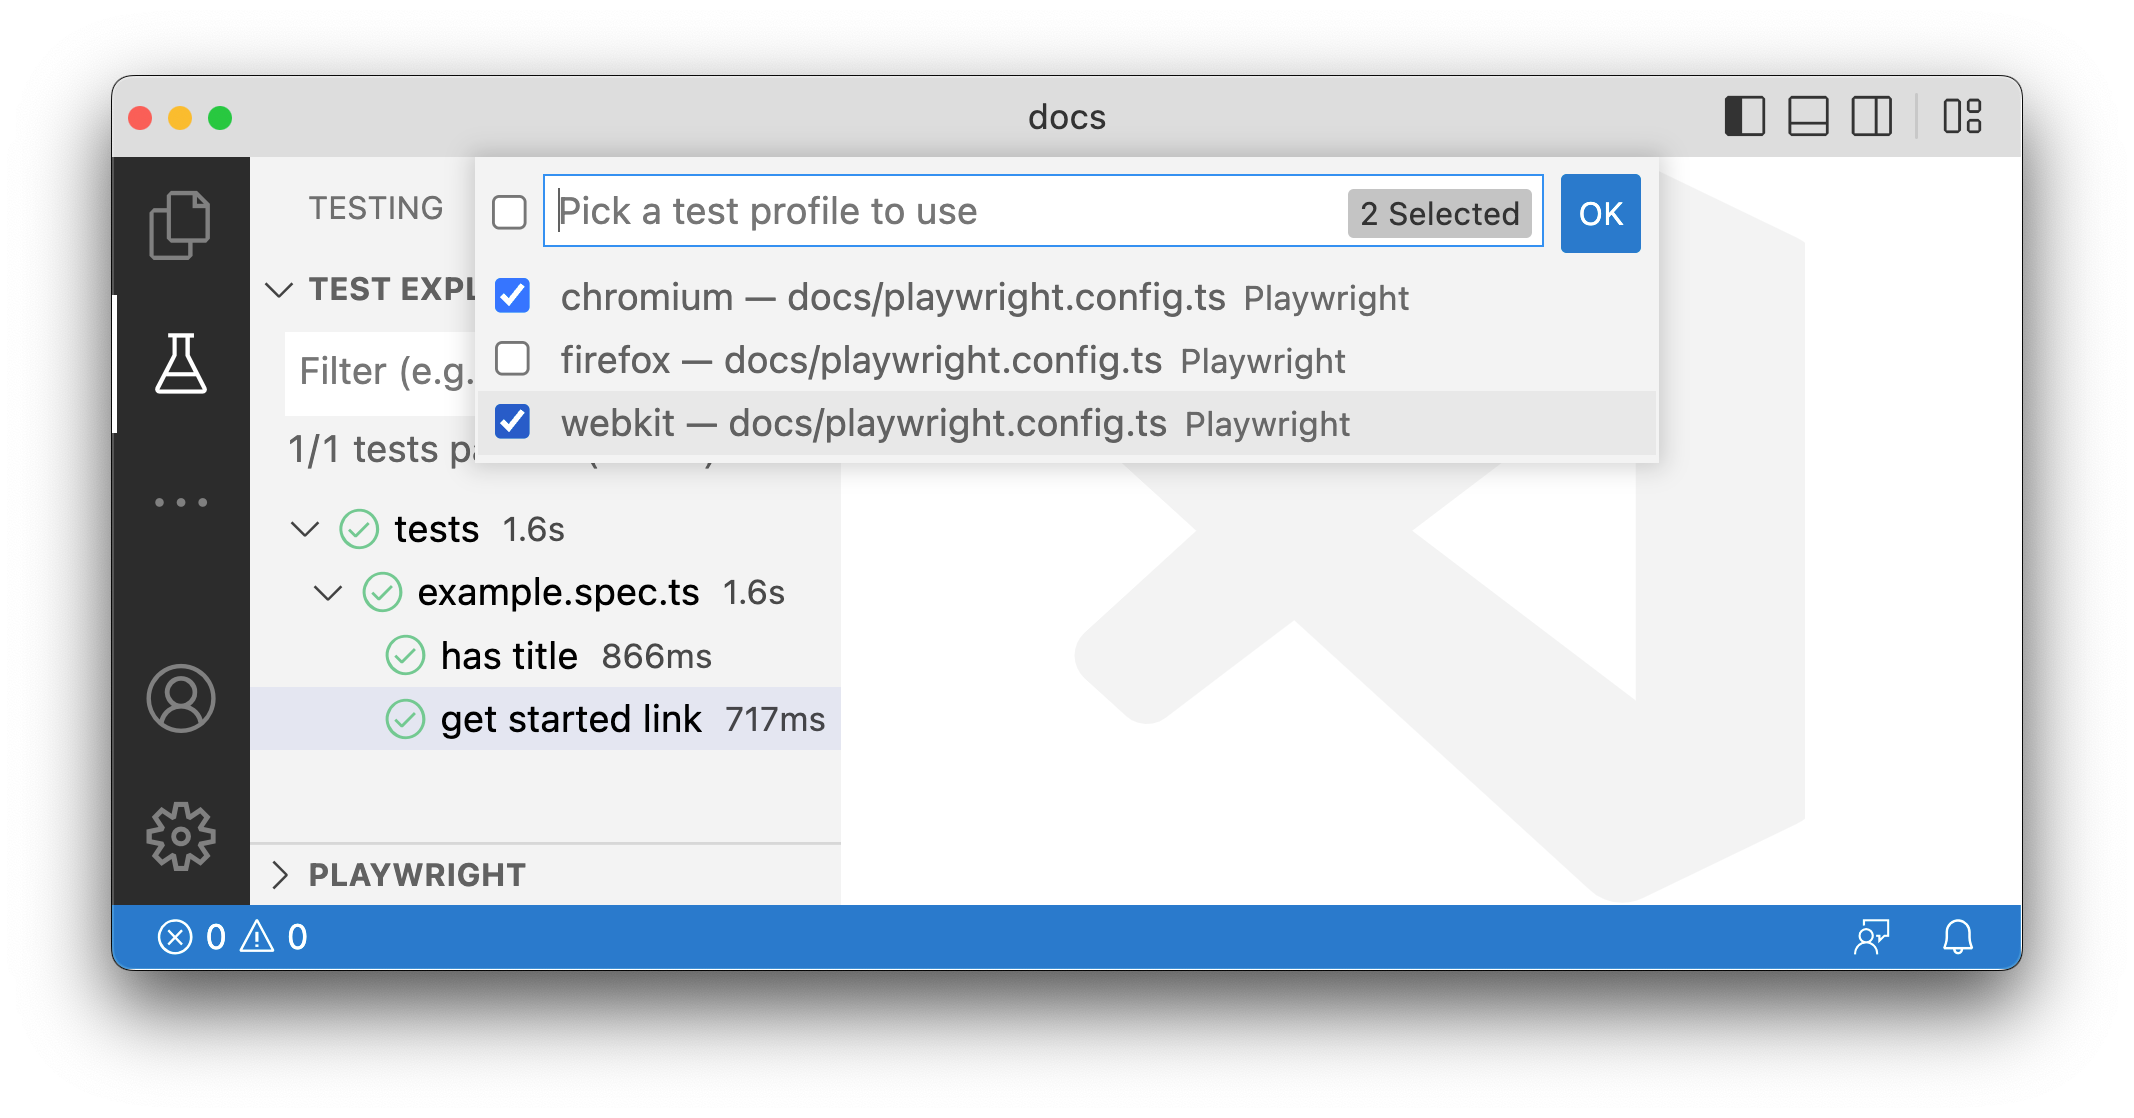 docs
TESTING
Pick a test profile to use 2 Selected OK
TEST EXPL
chromium — docs/playwright.config.ts Playwright
Filter (e.g.
firefox — docs/playwright.config.ts Playwright
webkit — docs/playwright.config.ts Playwright
1/1 tests
tests 1.6s
example.spec.ts 1.6s
has title 866ms
get started link 717ms
PLAYWRIGHT
0 0